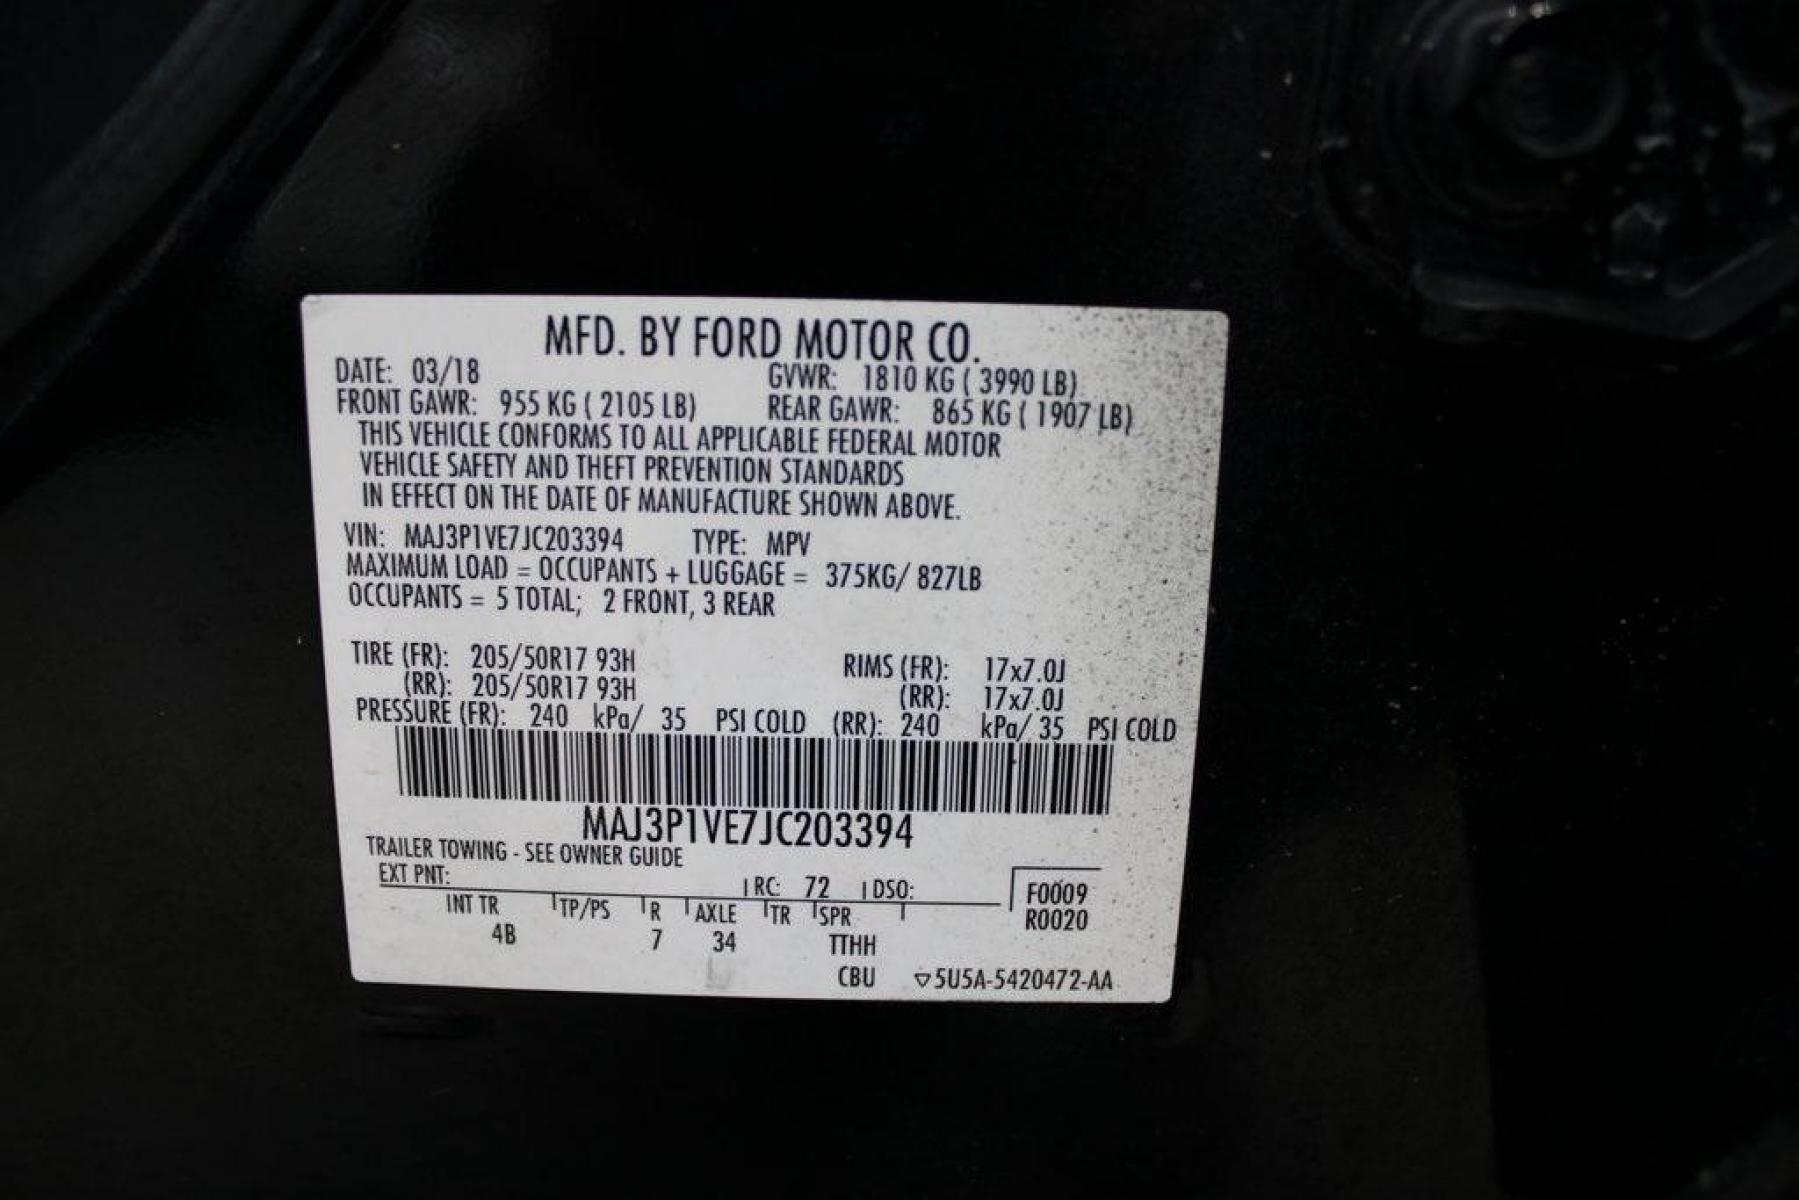 MFD. BY FORD MOTOR CO.
DATE: 03/18 GVWR: 1810 KG ( 3990 LB)
FRONT GAWR: 955 KG ( 2105 LB) REAR GAWR: 865 KG ( 1907 LB)
THIS VEHICLE CONFORMS TO ALL APPLICABLE FEDERAL MOTOR
VEHICLE SAFETY AND THEFT PREVENTION STANDARDS
IN EFFECT ON THE DATE OF MANUFACTURE SHOWN ABOVE.
VIN: MAJ3P1VE7JC203394 TYPE: MPV
MAXIMUM LOAD = OCCUPANTS + LUGGAGE = 375KG/ 827LB
OCCUPANTS = 5 TOTAL; 2 FRONT, 3 REAR
TIRE (FR): 205/50R17 93H RIMS (FR): 17x7.0J
(RR): 205/50R17 93H (RR): 17x7.0J
PRESSURE (FR): 240 kPa/ 35 PSI COLD (RR): 240 kPa/ 35 PSI COLD
MAJ3P1VE7JC203394
TRAILER TOWING - SEE OWNER GUIDE
EXT PNT: RC: 72 DSO: F0009
INT TR TP/PS R AXLE TR SPR R0020
4B 7 34 TTHH
CBU ▽5U5A-5420472-AA